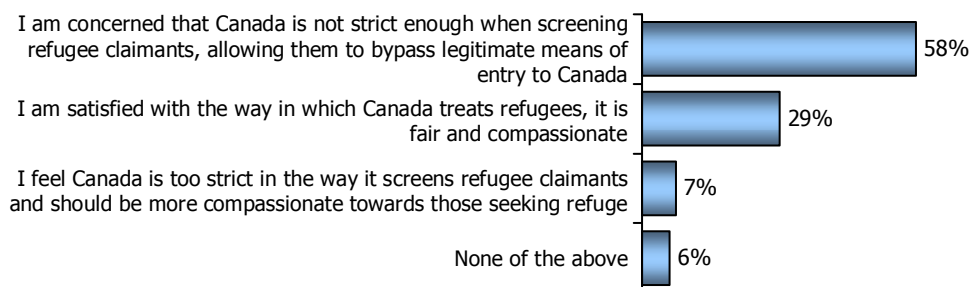 I am concerned that Canada is not strict enough when screening
refugee claimants, allowing them to bypass legitimate means of
entry to Canada
58%
I am satisfied with the way in which Canada treats refugees, it is
fair and compassionate
29%
I feel Canada is too strict in the way it screens refugee claimants
and should be more compassionate towards those seeking refuge
7%
None of the above
6%